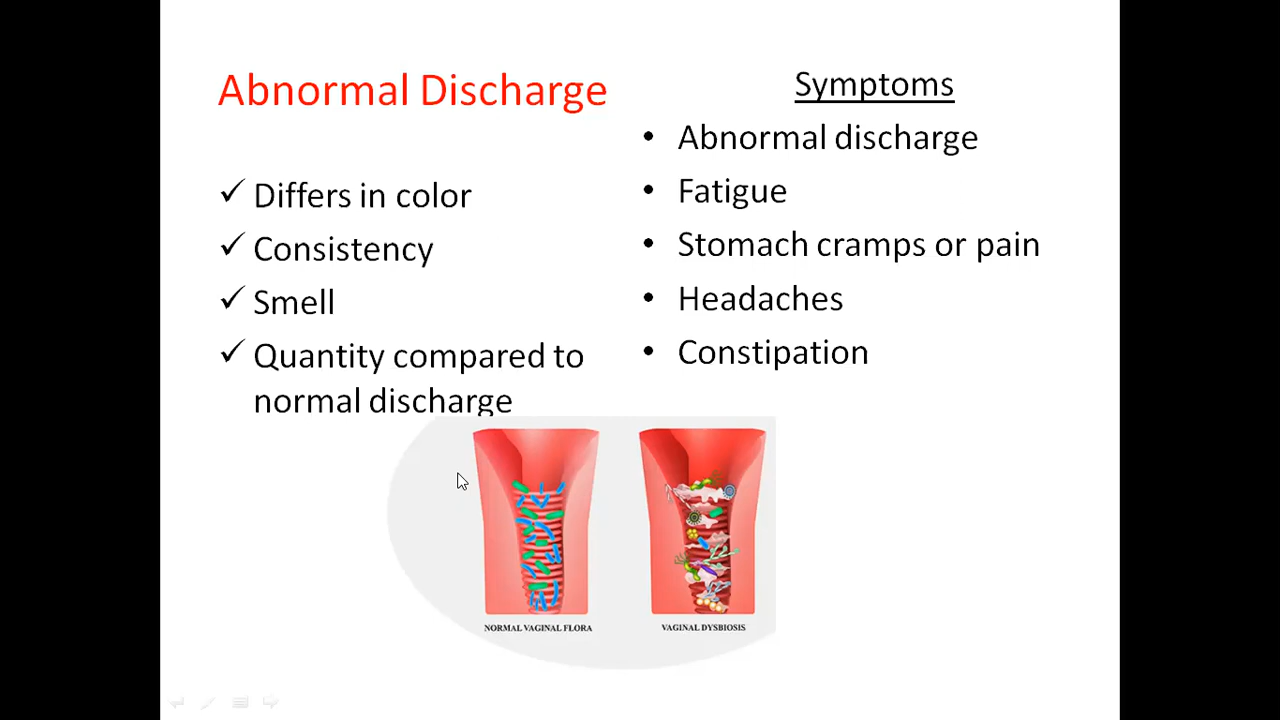 Abnormal Discharge
Differs in color
Consistency
Smell
Quantity compared to
normal discharge
Symptoms
Abnormal discharge
Fatigue
Stomach cramps or pain
Headaches
Constipation
NORMAL VAGINAL FLORA
VAGINAL DYSBIOSIS